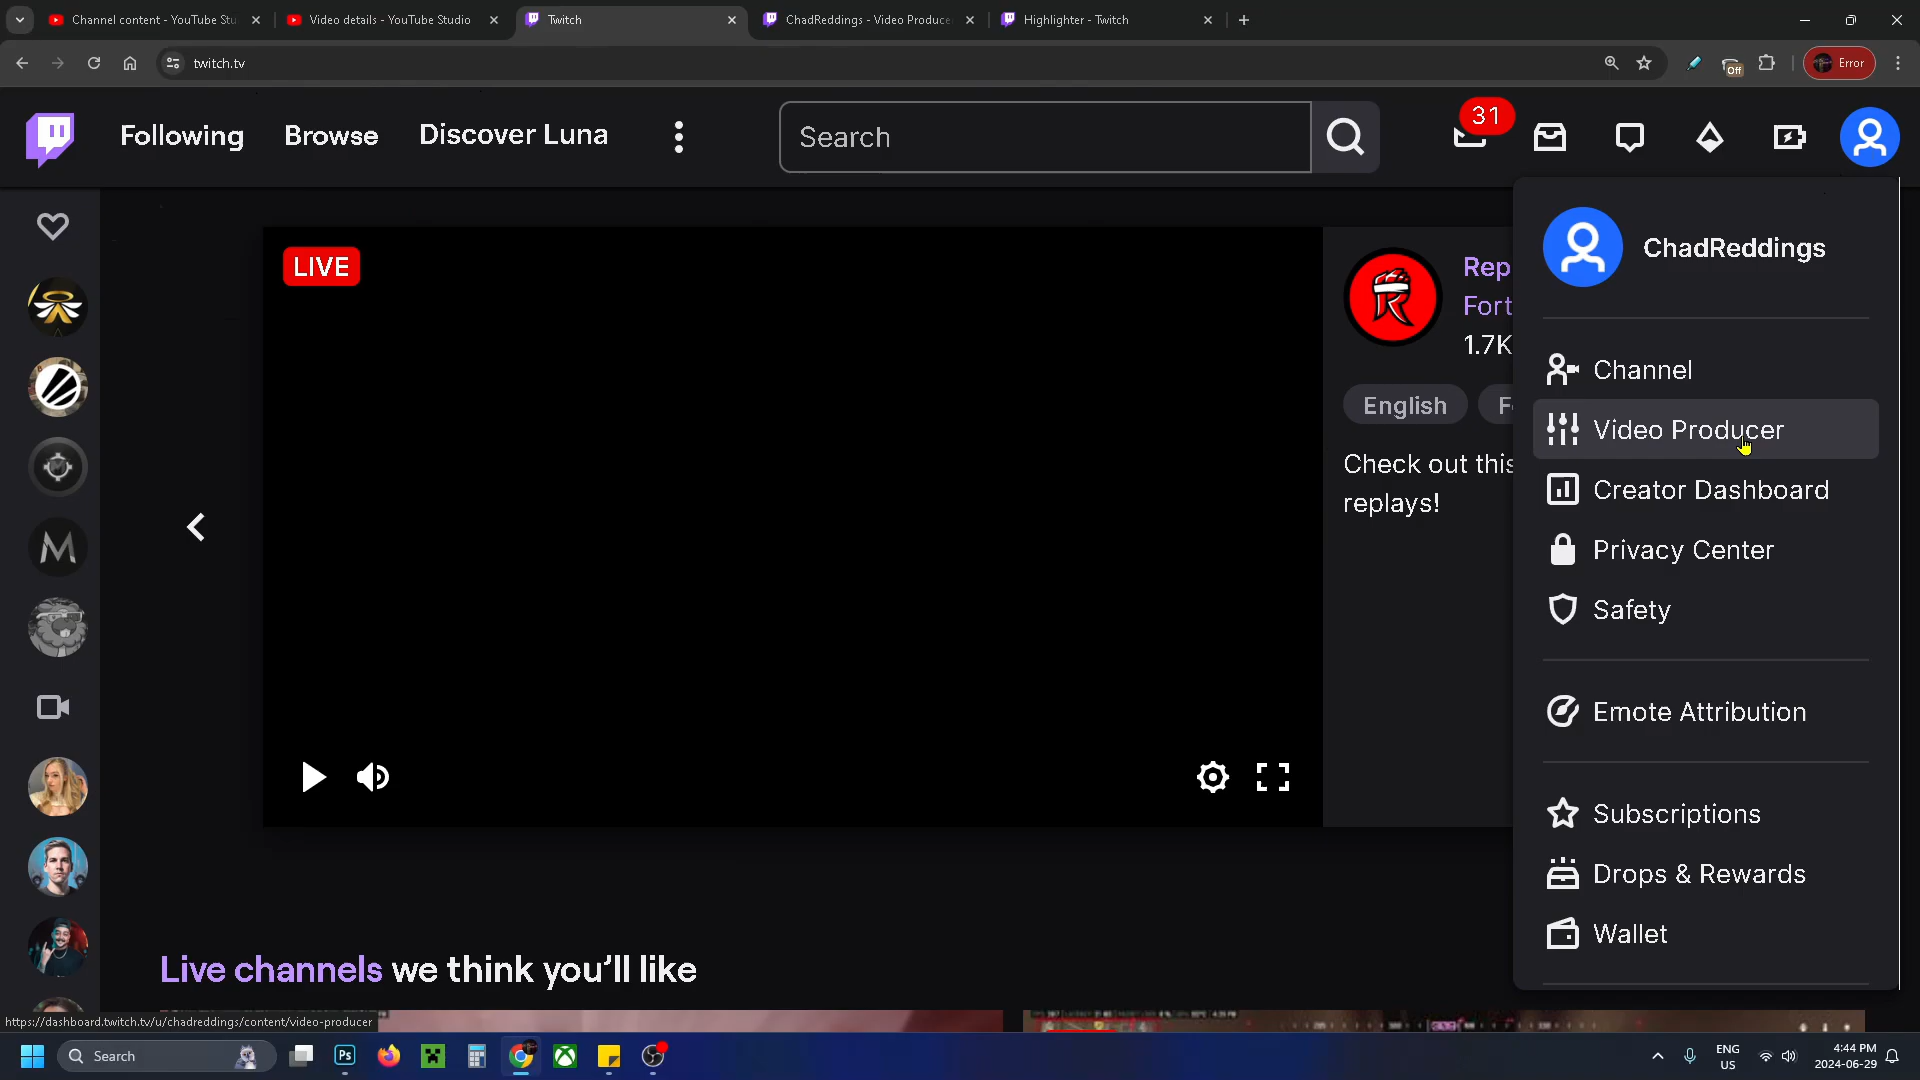 Channel content - YouTube Stu
Video details - YouTube Studio
Twitch
ChadReddings - Video Produce
Highlighter - Twitch
twitch.tv
Off
Error
Following
Browse
Discover Luna
Search
31
LIVE
Rep
Fort
1.7K
English
F
Check out this
replays!
ChadReddings
Channel
Video Producer
Creator Dashboard
Privacy Center
Safety
Emote Attribution
Subscriptions
Drops & Rewards
Wallet
Live channels we think you'll like
https://dashboard.twitch.tv/u/chadreddings/content/video-producer
Search
Ps
ENG
US
4:44 PM
2024-06-29